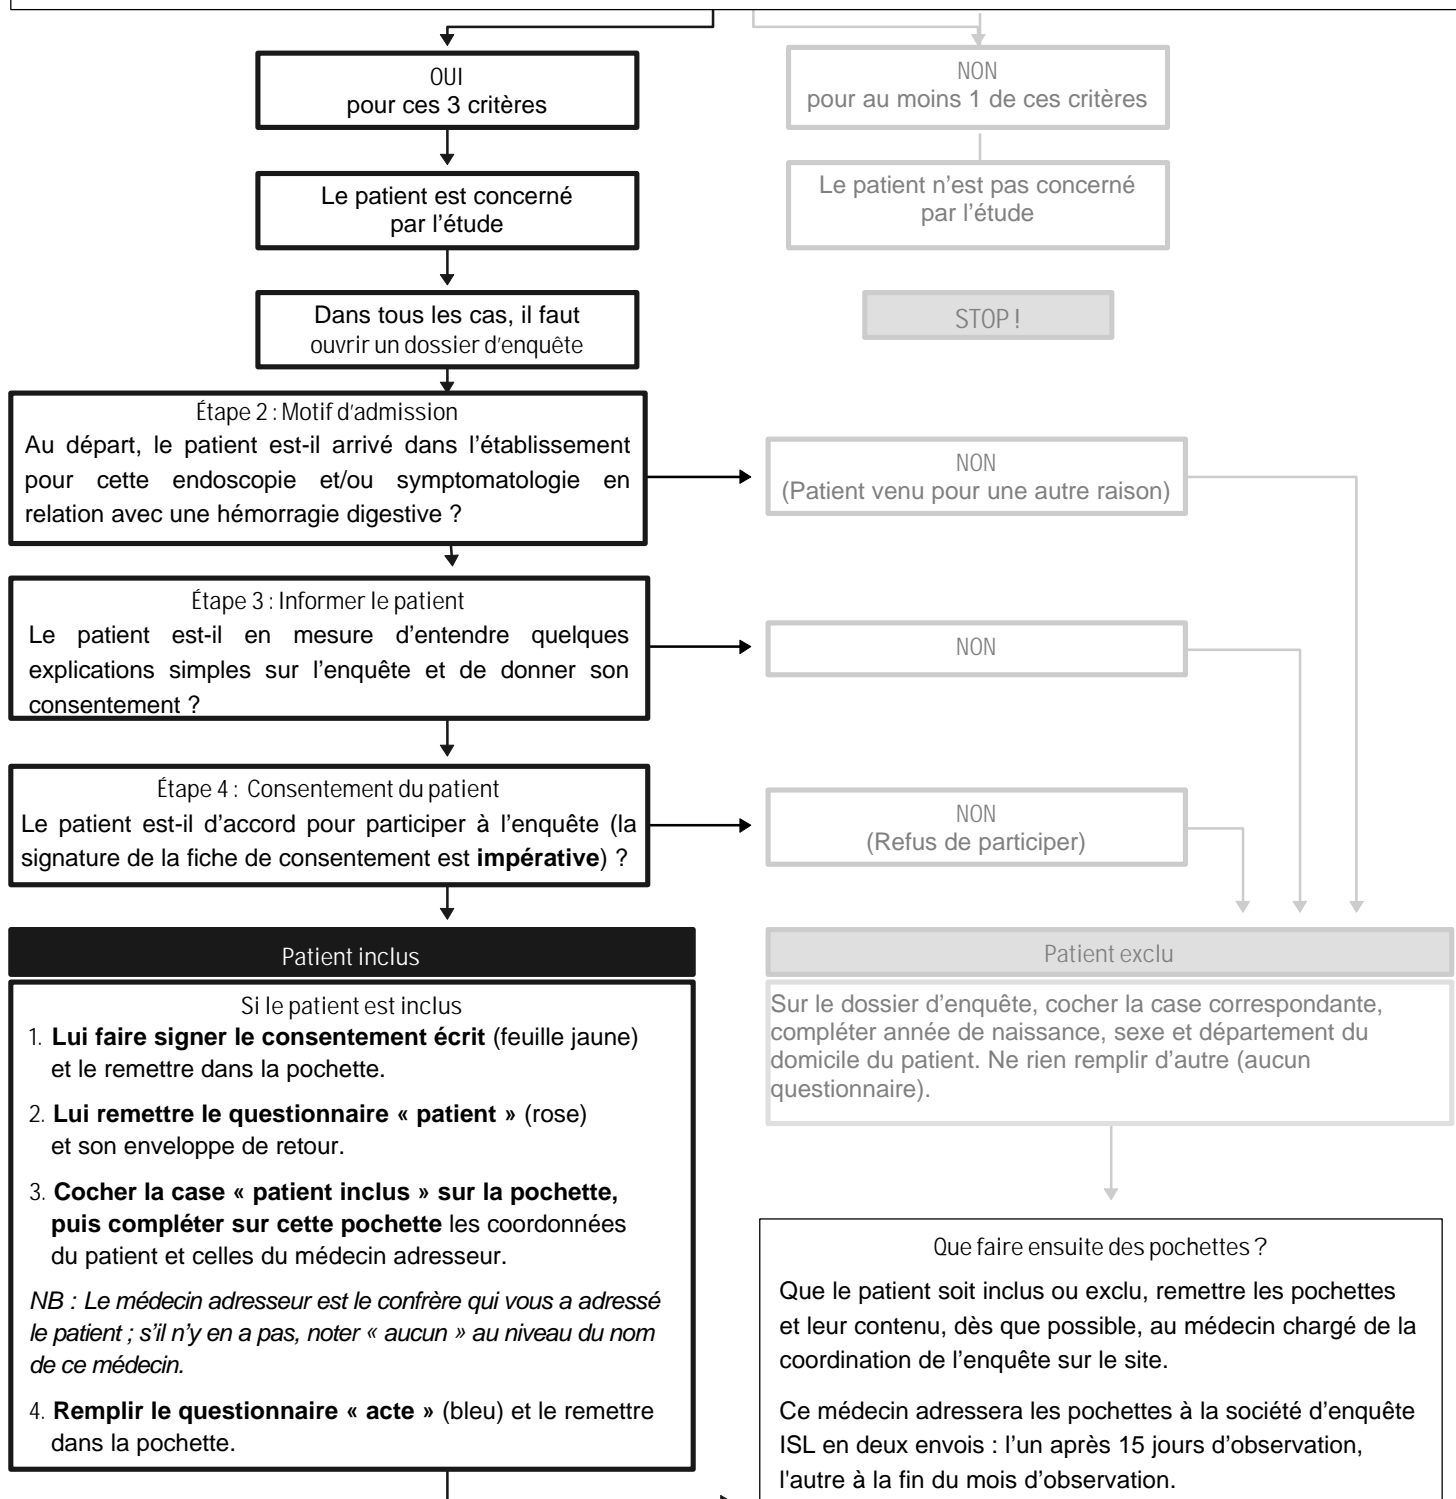 OUI
pour ces 3 critères
NON
pour au moins 1 de ces critères
Le patient est concerné
par l'étude
Le patient n'est pas concerné
par l'étude
Dans tous les cas, il faut
ouvrir un dossier d'enquête
STOP !
Étape 2 : Motif d'admission
Au départ, le patient est-il arrivé dans l'établissement
pour cette endoscopie et/ou symptomatologie en
relation avec une hémorragie digestive ?
NON
(Patient venu pour une autre raison)
Étape 3 : Informer le patient
Le patient est-il en mesure d'entendre quelques
explications simples sur l'enquête et de donner son
consentement ?
NON
Étape 4 : Consentement du patient
Le patient est-il d'accord pour participer à l'enquête (la
signature de la fiche de consentement est impérative) ?
NON
(Refus de participer)
Patient inclus
Si le patient est inclus
1. Lui faire signer le consentement écrit (feuille jaune)
et le remettre dans la pochette.
2. Lui remettre le questionnaire « patient » (rose)
et son enveloppe de retour.
3. Cocher la case « patient inclus » sur la pochette,
puis compléter sur cette pochette les coordonnées
du patient et celles du médecin adresseur.
NB : Le médecin adresseur est le confrère qui vous a adressé
le patient ; s'il n'y en a pas, noter « aucun » au niveau du nom
de ce médecin.
4. Remplir le questionnaire « acte » (bleu) et le remettre
dans la pochette.
Patient exclu
Sur le dossier d'enquête, cocher la case correspondante,
compléter année de naissance, sexe et département du
domicile du patient. Ne rien remplir d'autre (aucun
questionnaire).
Que faire ensuite des pochettes ?
Que le patient soit inclus ou exclu, remettre les pochettes
et leur contenu, dès que possible, au médecin chargé de la
coordination de l'enquête sur le site.
Ce médecin adressera les pochettes à la société d'enquête
ISL en deux envois : l'un après 15 jours d'observation,
l'autre à la fin du mois d'observation.